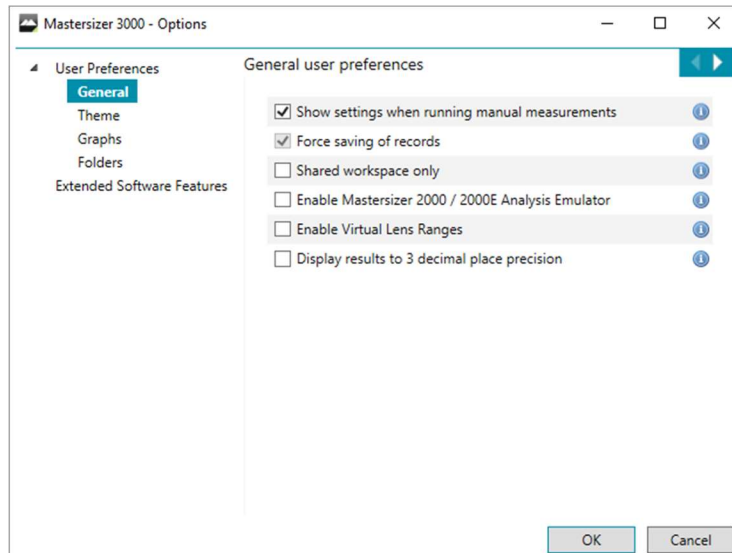 Mastersizer 3000 - Options
User Preferences
General
Theme
Graphs
Folders
Extended Software Features
General user preferences
Show settings when running manual measurements
Force saving of records
Shared workspace only
Enable Mastersizer 2000 / 2000E Analysis Emulator
Enable Virtual Lens Ranges
Display results to 3 decimal place precision
OK
Cancel